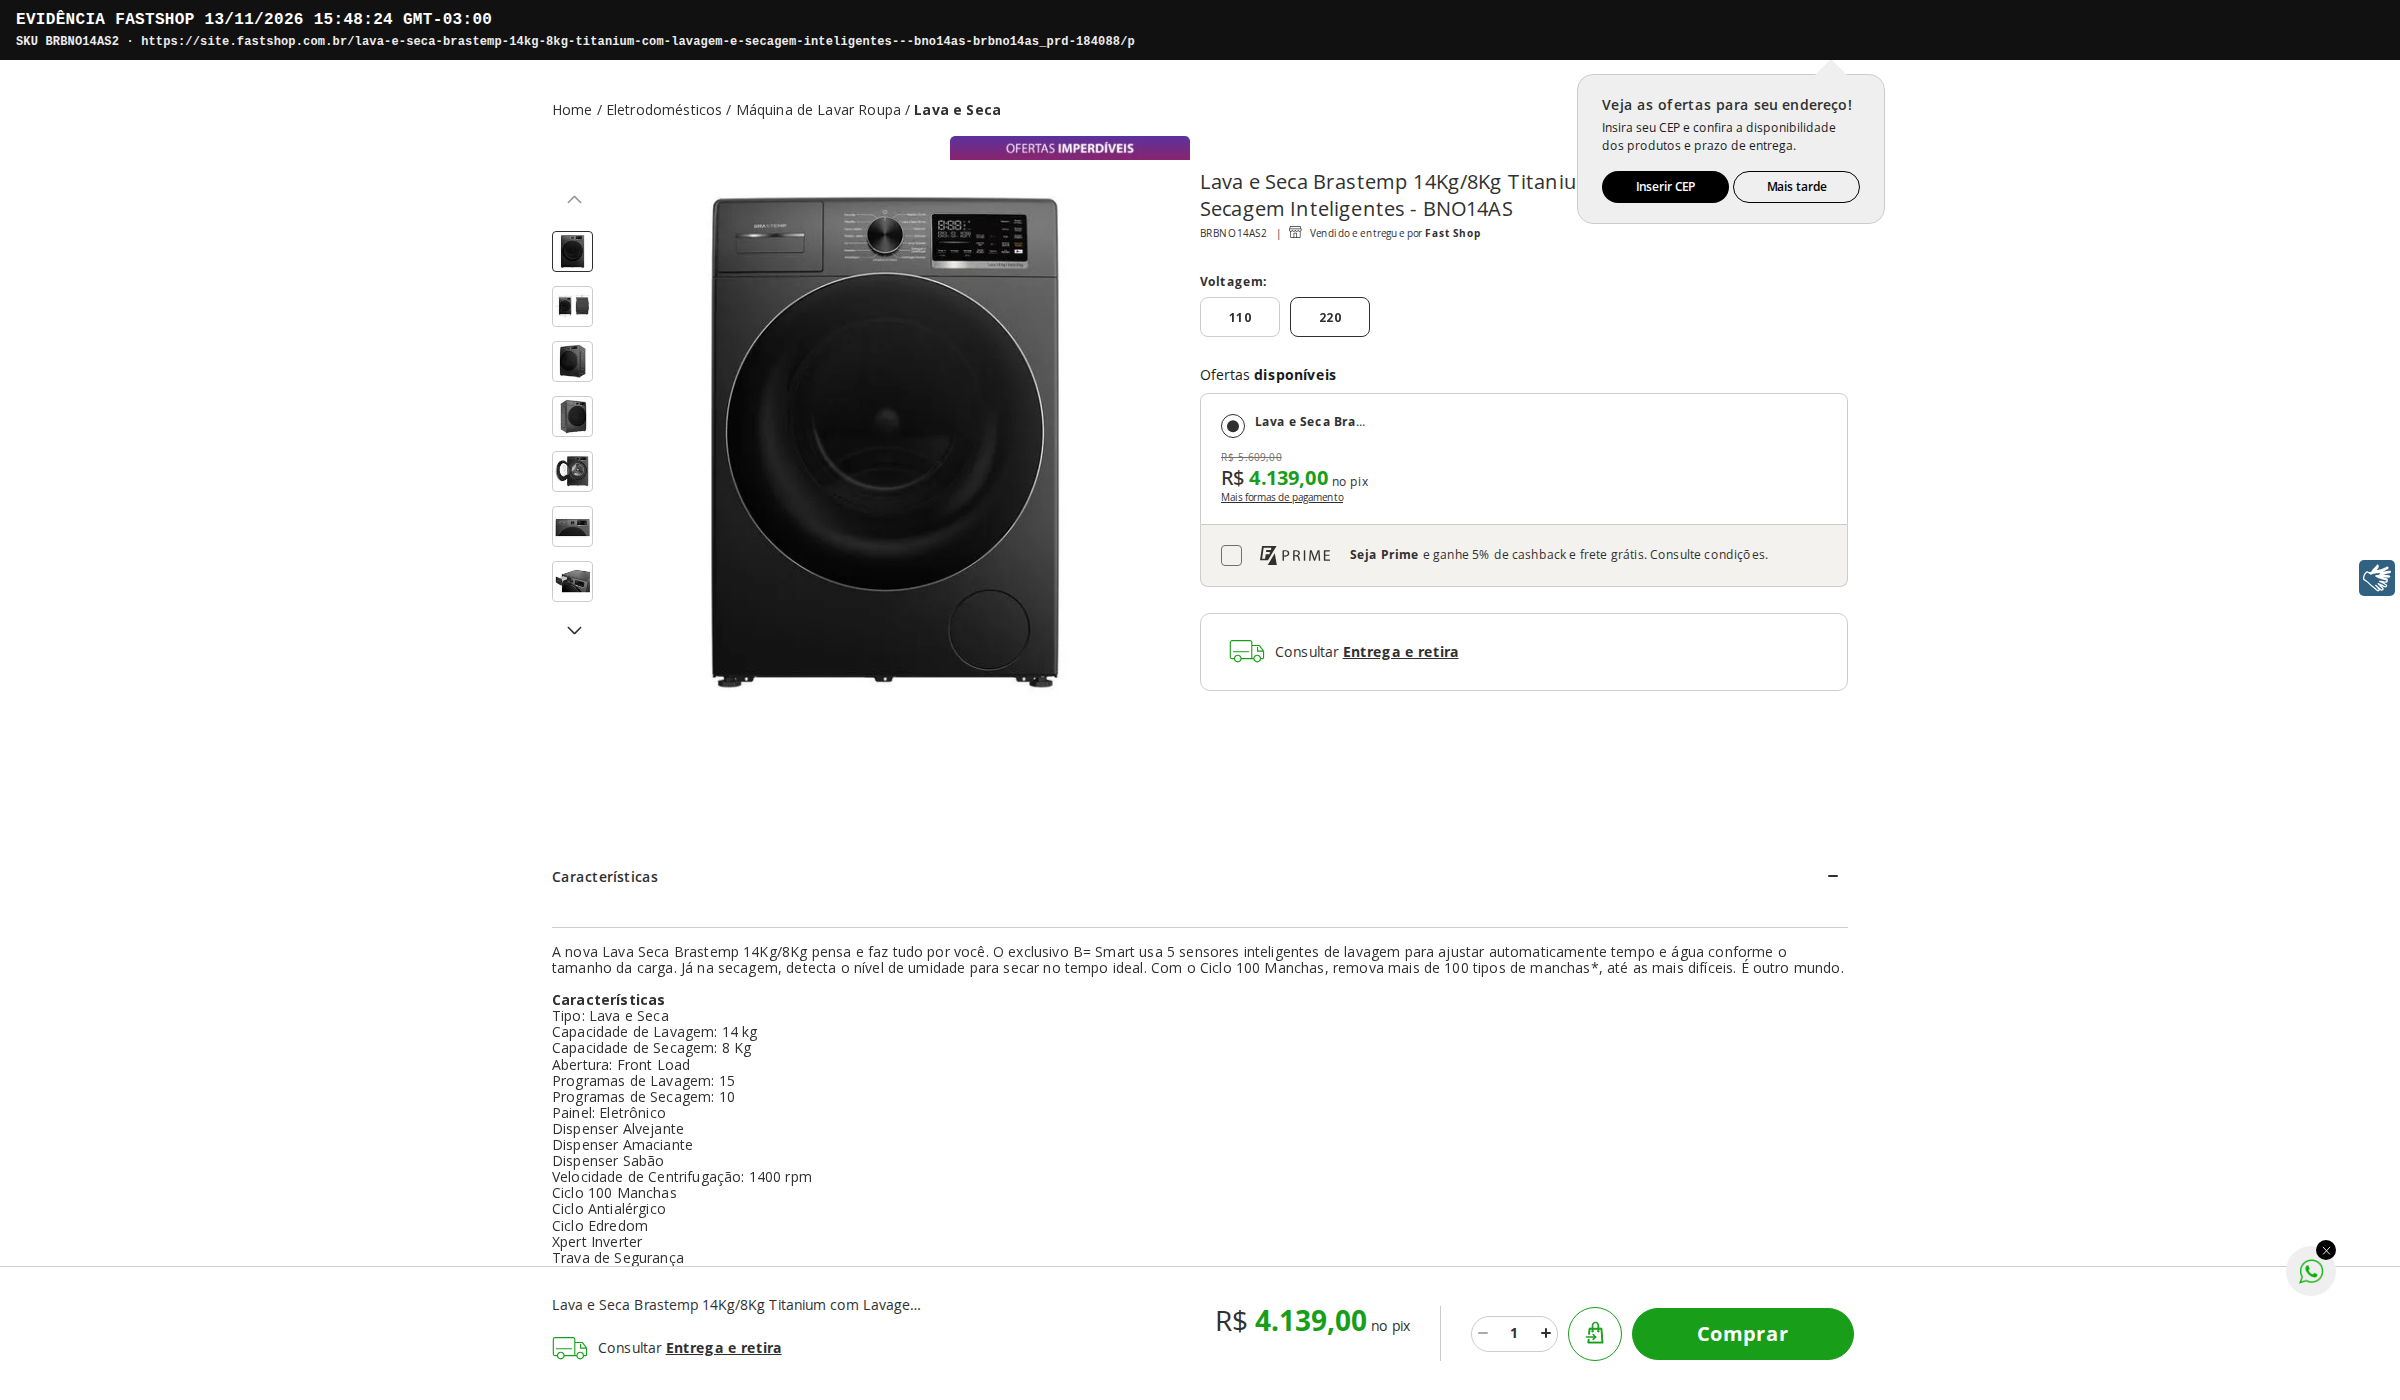 EVIDÊNCIA FASTSHOP 13/11/2026 15:48:24 GMT-03:00
SKU BRBNO14AS2 · https://site.fastshop.com.br/lava-e-seca-brastemp-14kg-8kg-titanium-com-lavagem-e-secagem-inteligentes---bno14as-brbno14as_prd-184088/p
Veja as ofertas para seu endereço!
Insira seu CEP e confira a disponibilidade
dos produtos e prazo de entrega.
Inserir CEP
Mais tarde
Home / Eletrodomésticos / Máquina de Lavar Roupa / Lava e Seca
OFERTAS IMPERDÍVEIS
BRASTEMP
Lava e Seca Brastemp 14Kg/8Kg Titaniu
Secagem Inteligentes - BNO14AS
BRBNO14AS2 | Vendido e entregue por Fast Shop
Voltagem:
110
220
Ofertas disponíveis
Lava e Seca Bra...
R$ 5.609,00
R$ 4.139,00 no pix
Mais formas de pagamento
PRIME
Seja Prime e ganhe 5% de cashback e frete grátis. Consulte condições.
Consultar Entrega e retira
Características
A nova Lava Seca Brastemp 14Kg/8Kg pensa e faz tudo por você. O exclusivo B= Smart usa 5 sensores inteligentes de lavagem para ajustar automaticamente tempo e água conforme o
tamanho da carga. Já na secagem, detecta o nível de umidade para secar no tempo ideal. Com o Ciclo 100 Manchas, remova mais de 100 tipos de manchas*, até as mais difíceis. É outro mundo.
Características
Tipo: Lava e Seca
Capacidade de Lavagem: 14 kg
Capacidade de Secagem: 8 Kg
Abertura: Front Load
Programas de Lavagem: 15
Programas de Secagem: 10
Painel: Eletrônico
Dispenser Alvejante
Dispenser Amaciante
Dispenser Sabão
Velocidade de Centrifugação: 1400 rpm
Ciclo 100 Manchas
Ciclo Antialérgico
Ciclo Edredom
Xpert Inverter
Trava de Segurança
Lava e Seca Brastemp 14Kg/8Kg Titanium com Lavage...
Consultar Entrega e retira
R$ 4.139,00 no pix
1
Comprar